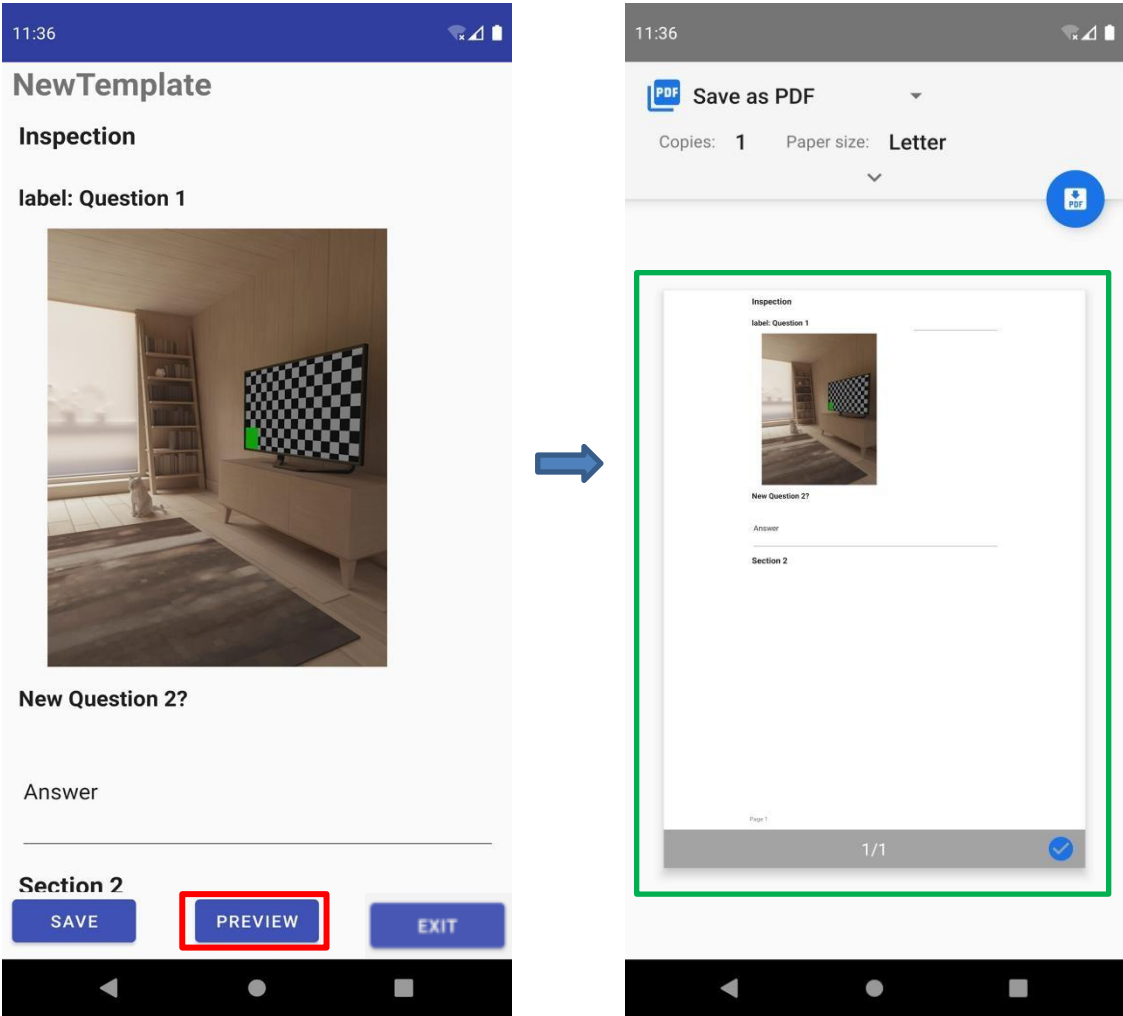 11:36
NewTemplate
Inspection
label: Question 1
New Question 2?
Answer
Section 2
SAVE
PREVIEW
EXIT
11:36
PDF
Save as PDF
Copies: 1 Paper size: Letter
PDF
Inspection
label: Question 1
New Question 2?
Answer
Section 2
Page 1
1/1